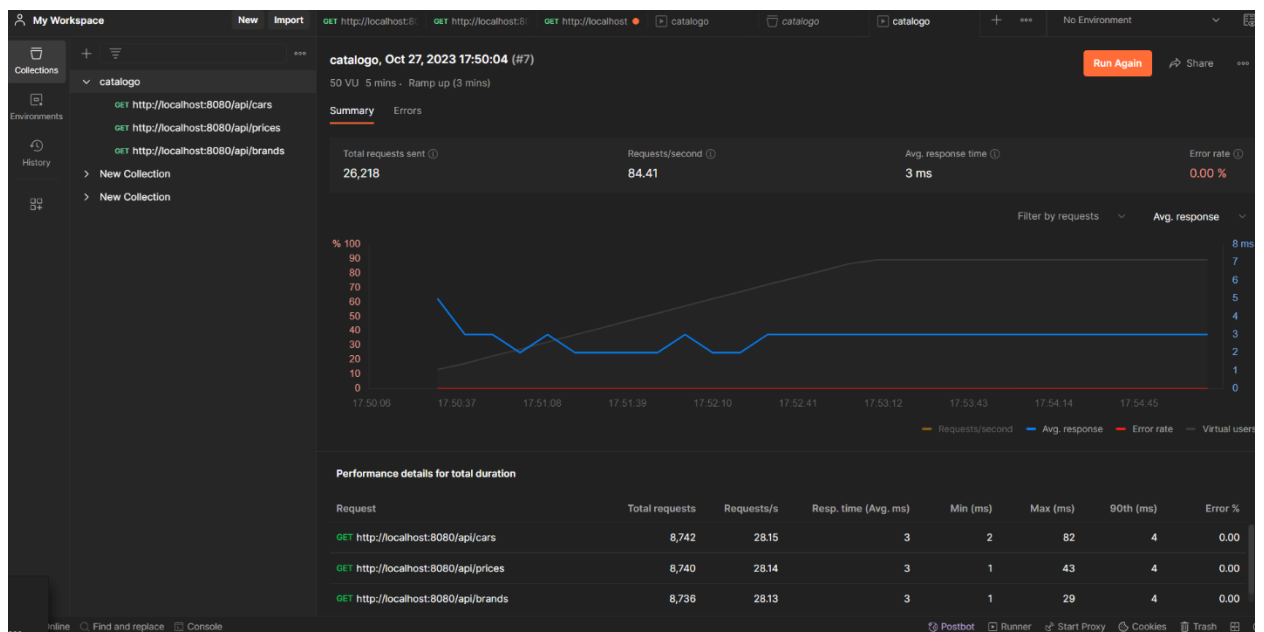 My Workspace New Import GET http://localhost:8 GET http://localhost:8 GET http://localhost catalogo catalogo catalogo No Environment
Collections
Environments
History
catalogo
GET http://localhost:8080/api/cars
GET http://localhost:8080/api/prices
GET http://localhost:8080/api/brands
New Collection
New Collection
catalogo, Oct 27, 2023 17:50:04 (#7) Run Again Share
50 VU 5 mins · Ramp up (3 mins)
Summary Errors
Total requests sent Requests/second Avg. response time Error rate
26,218 84.41 3 ms 0.00 %
Filter by requests Avg. response
% 100 8 ms
90 7
80 6
70
60 5
50 4
40 3
30 2
20
10 1
0 0
17:50:06 17:50:37 17:51:08 17:51:39 17:52:10 17:52:41 17:53:12 17:53:43 17:54:14 17:54:45
Requests/second Avg. response Error rate Virtual users
Performance details for total duration
Request Total requests Requests/s Resp. time (Avg. ms) Min (ms) Max (ms) 90th (ms) Error %
GET http://localhost:8080/api/cars 8,742 28.15 3 2 82 4 0.00
GET http://localhost:8080/api/prices 8,740 28.14 3 1 43 4 0.00
GET http://localhost:8080/api/brands 8,736 28.13 3 1 29 4 0.00
nline Find and replace Console Postbot Runner Start Proxy Cookies Trash